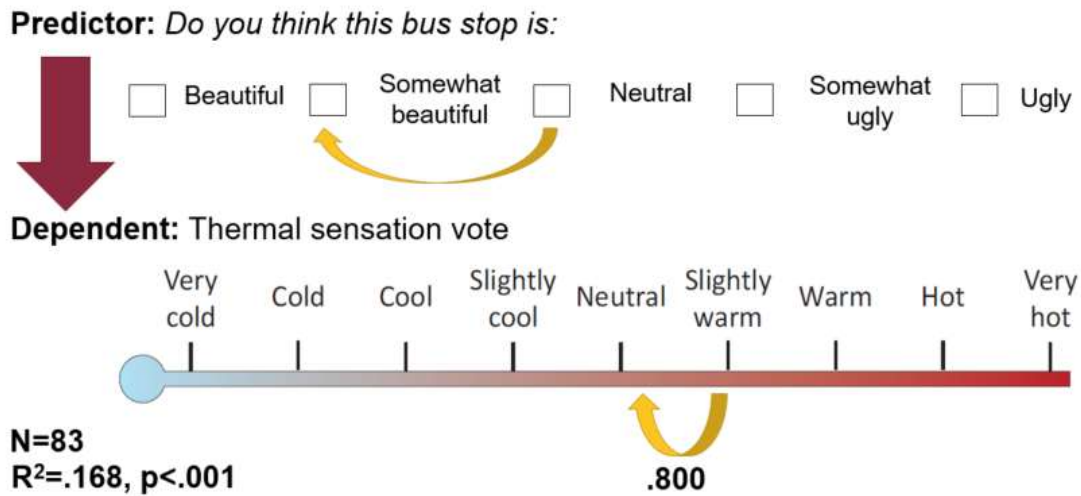 Predictor: Do you think this bus stop is:
Beautiful
Somewhat
beautiful
Neutral
Somewhat
ugly
Ugly
Dependent: Thermal sensation vote
Very
cold
Cold
Cool
Slightly
cool
Neutral
Slightly
warm
Warm
Hot
Very
hot
N=83
R²=.168, p<.001
.800